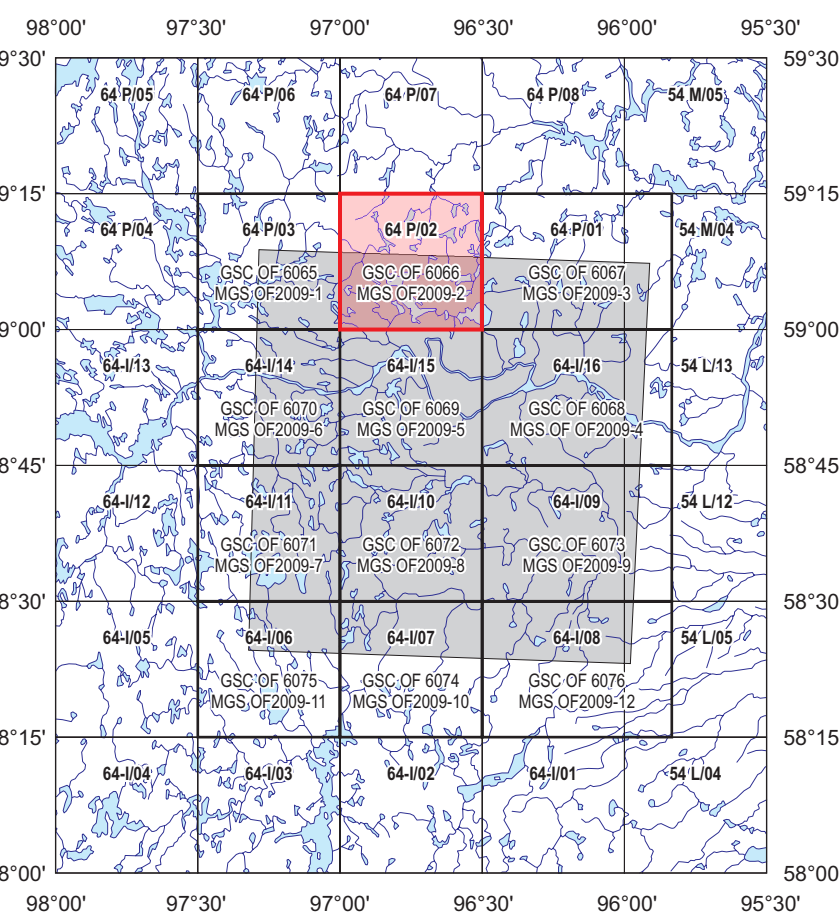 98°00' 97°30' 97°00' 96°30' 96°00' 95°30'
9°30' 59°30'
64 P/05 64 P/06 64 P/07 64 P/08 54 M/05
9°15' 59°15'
64 P/04 64 P/03 64 P/02 64 P/01 54 M/04
GSC OF 6065 GSC OF 6066 GSC OF 6067
MGS OF2009-1 MGS OF2009-2 MGS OF2009-3
9°00' 59°00'
64-I/13 64-I/14 64-I/15 64-I/16 54 L/13
GSC OF 6070 GSC OF 6069 GSC OF 6068
MGS OF2009-6 MGS OF2009-5 MGS OF OF2009-4
8°45' 58°45'
64-I/12 64-I/11 64-I/10 64-I/09 54 L/12
GSC OF 6071 GSC OF 6072 GSC OF 6073
MGS OF2009-7 MGS OF2009-8 MGS OF2009-9
8°30' 58°30'
64-I/05 64-I/06 64-I/07 64-I/08 54 L/05
GSC OF 6075 GSC OF 6074 GSC OF 6076
MGS OF2009-11 MGS OF2009-10 MGS OF2009-12
8°15' 58°15'
64-I/04 64-I/03 64-I/02 64-I/01 54 L/04
8°00' 58°00'
98°00' 97°30' 97°00' 96°30' 96°00' 95°30'